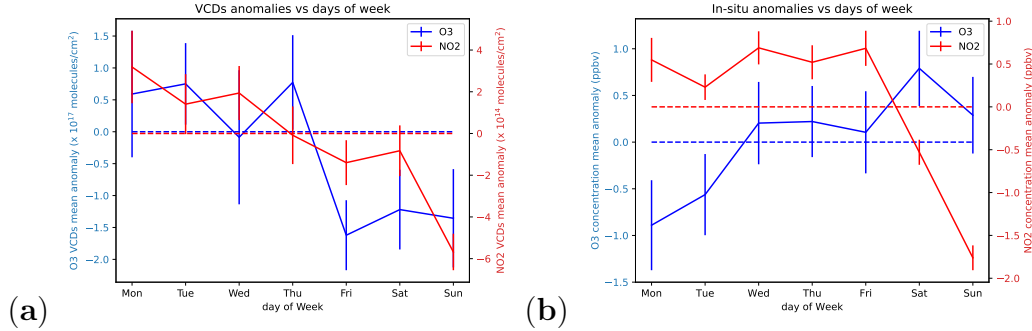 VCDs anomalies vs days of week
O3 VCDs mean anomaly (x 10¹⁷ molecules/cm²)
1.5
1.0
0.5
0.0
−0.5
−1.0
−1.5
−2.0
O3
NO2
4
2
0
−2
−4
−6
NO2 VCDs mean anomaly (x 10¹⁴ molecules/cm²)
Mon Tue Wed Thu Fri Sat Sun
day of Week
(a)
In-situ anomalies vs days of week
O3 concentration mean anomaly (ppbv)
1.0
0.5
0.0
−0.5
−1.0
−1.5
O3
NO2
1.0
0.5
0.0
−0.5
−1.0
−1.5
−2.0
NO2 concentration mean anomaly (ppbv)
Mon Tue Wed Thu Fri Sat Sun
day of Week
(b)